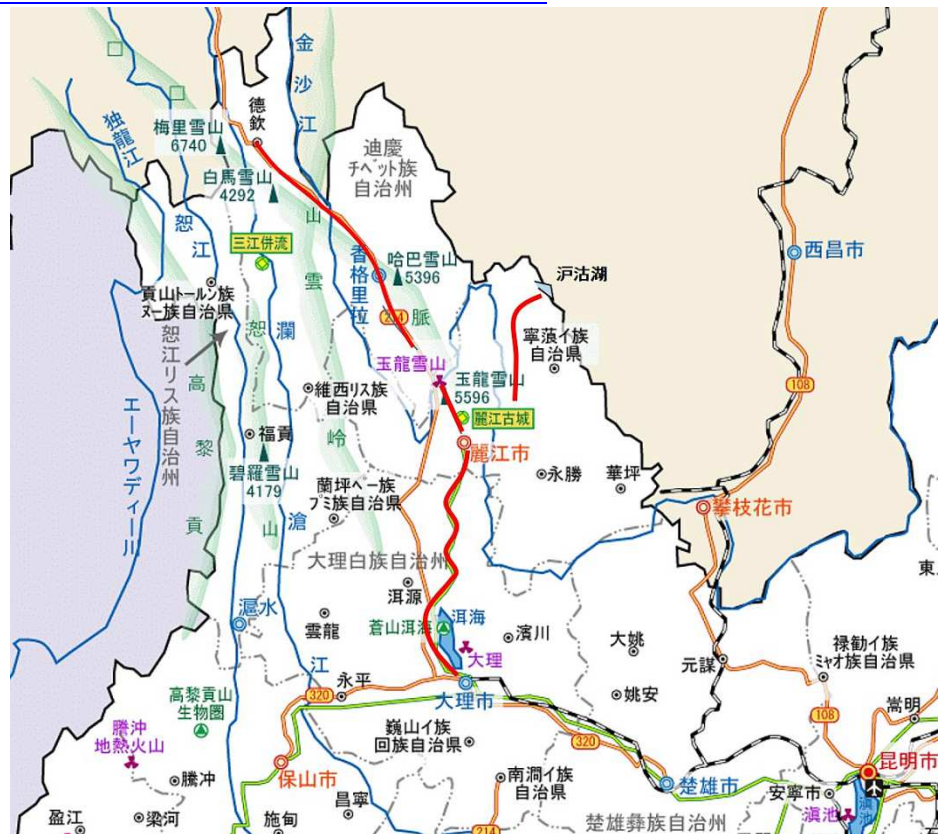 金沙江
徳欽
独龍江
梅里雪山
6740
迪慶
チベット族
自治州
白馬雪山
4292
山
怒江
三江併流
西昌市
雲
香格里拉
哈巴雪山
5396
泸沽湖
貢山トールン族
ヌー族自治県
怒
瀾
214
脈
寧蒗イ族
自治県
怒江リス族自治州
玉龍雪山
玉龍雪山
5596
108
高
維西リス族
自治県
麗江古城
エーヤワディー川
黎
福貢
嶺
麗江市
碧羅雪山
4179
永勝
華坪
蘭坪ペー族
プミ族自治県
攀枝花市
貢
山
滄
大理白族自治州
東
洱源
濾水
雲龍
蒼山洱海
洱海
濱川
大姚
禄勧イ族
ミャオ族自治県
大理
元謀
江
永平
320
大理市
姚安
高黎貢山
生物圏
108
嵩明
巍山イ族
回族自治県
320
騰沖
地熱火山
昆明市
保山市
騰冲
南澗イ族
自治県
楚雄市
安寧市
昌寧
滇池
滇池
盈江
梁河
施甸
214
楚雄彝族自治州